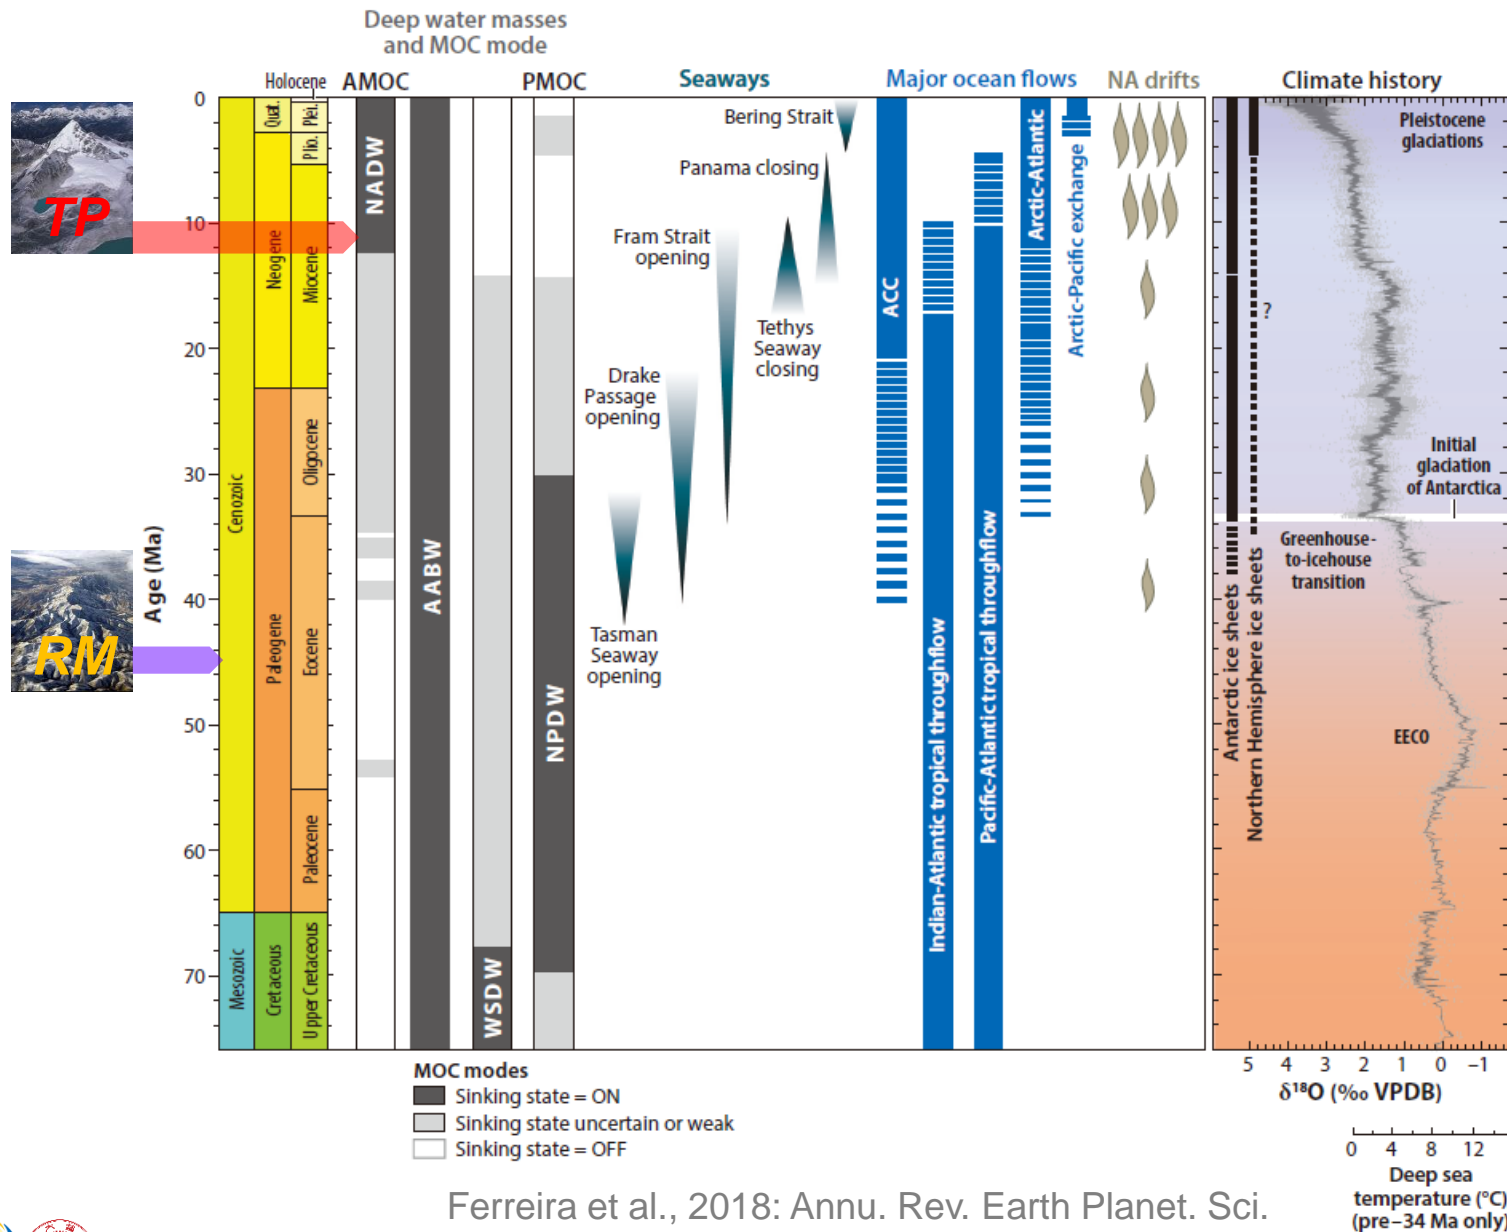 Deep water masses
and MOC mode
Holocene
AMOC
PMOC
Seaways
Major ocean flows
NA drifts
Climate history
TP
RM
Age (Ma)
0
10
20
30
40
50
60
70
Cenozoic
Mesozoic
Quat.
Neogene
Paleogene
Cretaceous
Plei.
Plio.
Miocene
Oligocene
Eocene
Paleocene
Upper Cretaceous
NADW
AABW
WSDW
NPDW
Bering Strait
Panama closing
Fram Strait
opening
Tethys
Seaway
closing
Drake
Passage
opening
Tasman
Seaway
opening
ACC
Indian-Atlantic tropical throughflow
Pacific-Atlantic tropical throughflow
Arctic-Atlantic
Arctic-Pacific exchange
Antarctic ice sheets
Northern Hemisphere ice sheets
?
Pleistocene
glaciations
Initial
glaciation
of Antarctica
Greenhouse-
to-icehouse
transition
EECO
5 4 3 2 1 0 –1
δ¹⁸O (‰ VPDB)
0 4 8 12
Deep sea
temperature (°C)
(pre–34 Ma only)
MOC modes
Sinking state = ON
Sinking state uncertain or weak
Sinking state = OFF
Ferreira et al., 2018: Annu. Rev. Earth Planet. Sci.